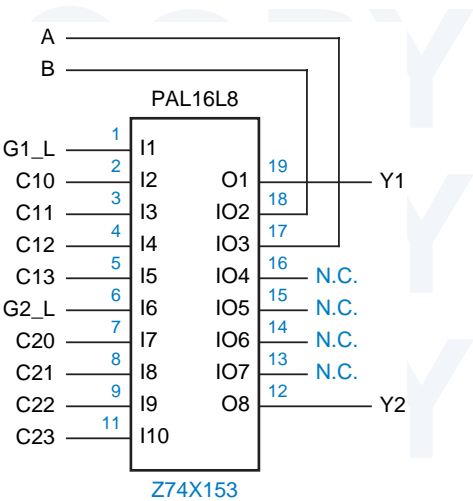 A
B
PAL16L8
G1_L 1 I1
C10 2 I2 O1 19 Y1
C11 3 I3 IO2 18
C12 4 I4 IO3 17
C13 5 I5 IO4 16 N.C.
G2_L 6 I6 IO5 15 N.C.
C20 7 I7 IO6 14 N.C.
C21 8 I8 IO7 13 N.C.
C22 9 I9 O8 12 Y2
C23 11 I10
Z74X153